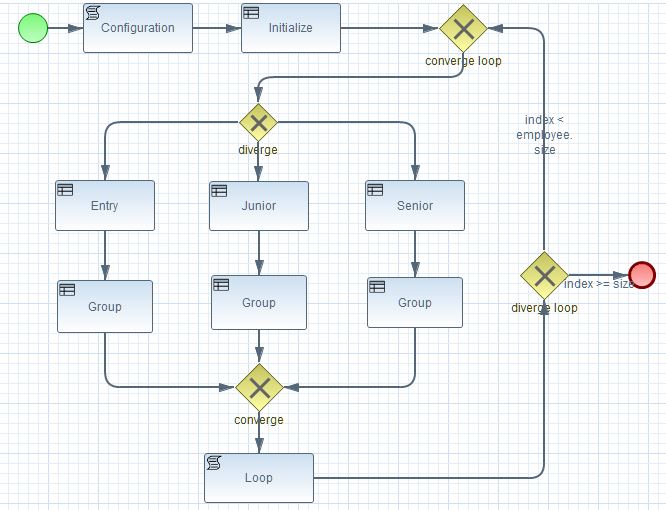 Configuration
Initialize
converge loop
diverge
index <
employee.
size
Entry
Junior
Senior
Group
Group
Group
index >= size
diverge loop
converge
Loop